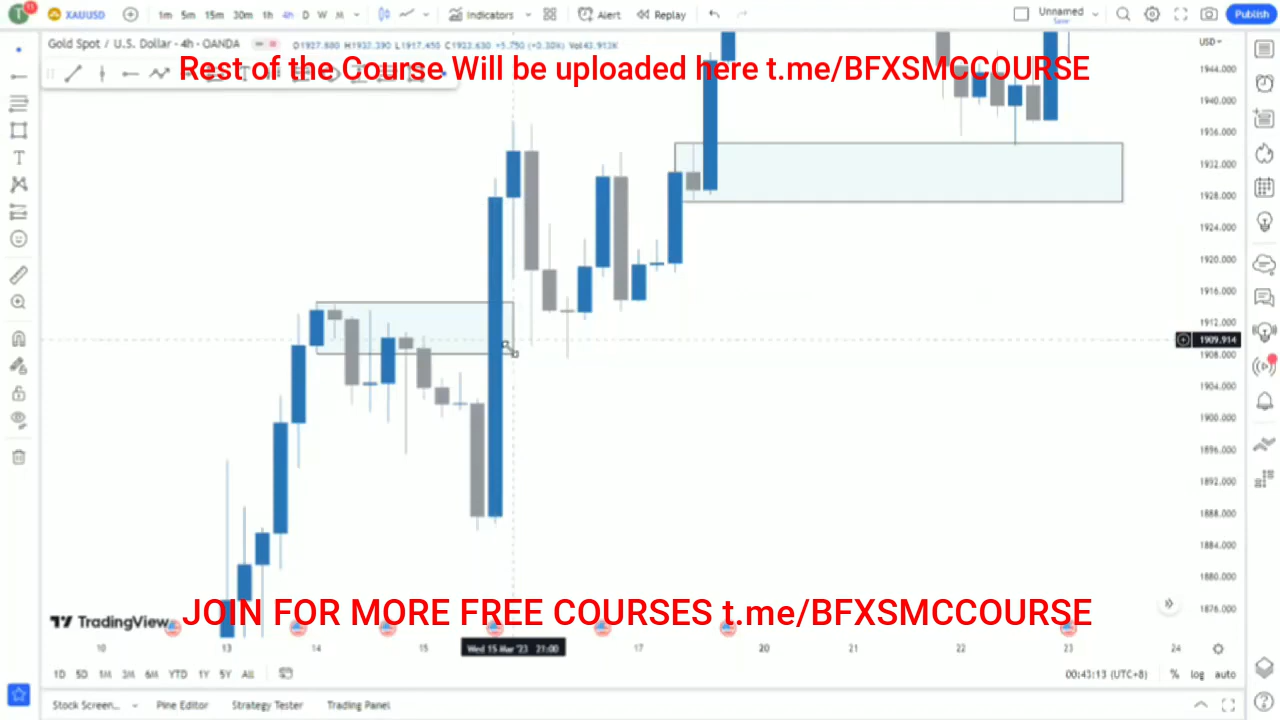 XAUUSD 1m 5m 15m 30m 1h 4h D W M Indicators Alert Replay Unnamed Save Publish
Gold Spot / U.S. Dollar - 4h - OANDA
USD
Rest of the Course Will be uploaded here t.me/BFXSMCCOURSE
1944.000
1940.000
1936.000
1932.000
1928.000
1924.000
1920.000
1916.000
1912.000
1909.914
1908.000
1904.000
1900.000
1896.000
1892.000
1888.000
1884.000
1880.000
1876.000
JOIN FOR MORE FREE COURSES t.me/BFXSMCCOURSE
TradingView
10 13 14 15 Wed 15 Mar '23 21:00 17 20 21 22 23 24
1D 5D 1M 3M 6M YTD 1Y 5Y All 00:43:13 (UTC+8) % log auto
Stock Screen... Pine Editor Strategy Tester Trading Panel